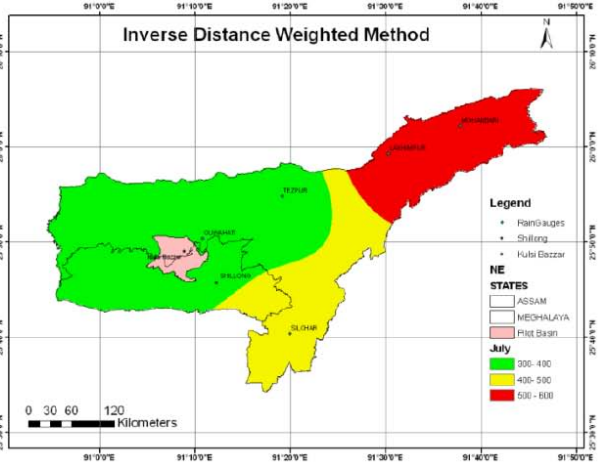 91°0'0"E 91°10'0"E 91°20'0"E 91°30'0"E 91°40'0"E 91°50'0"E
Inverse Distance Weighted Method
N
TEZPUR
GUWAHATI
SHILLONG
SILCHAR
Legend
RainGauges
Shillong
Kulsi Bazzar
NE
STATES
ASSAM
MEGHALAYA
Pilot Basin
July
300- 400
400- 500
500 - 600
0 30 60 120
Kilometers
91°0'0"E 91°10'0"E 91°20'0"E 91°30'0"E 91°40'0"E 91°50'0"E